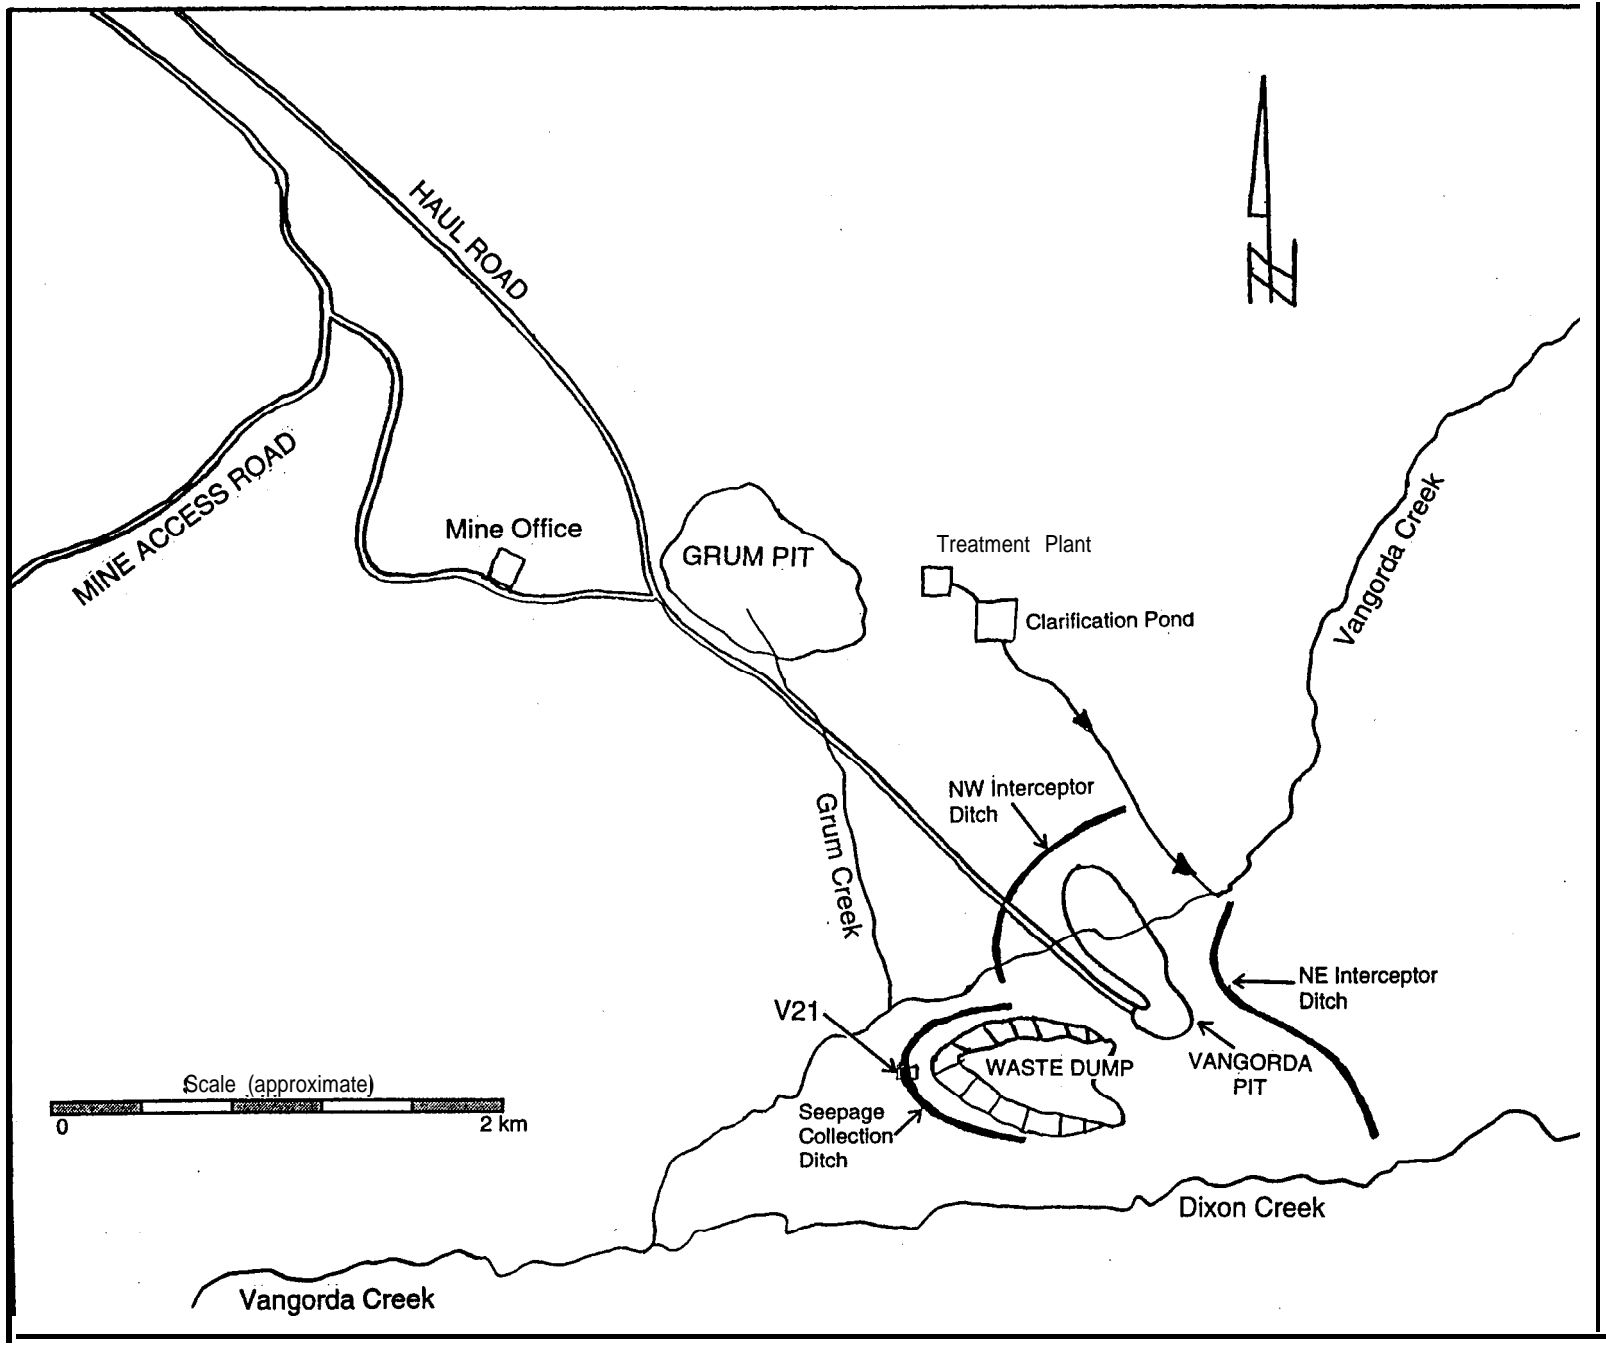 N
HAUL ROAD
MINE ACCESS ROAD
Mine Office
GRUM PIT
Treatment Plant
Clarification Pond
Vangorda Creek
NW Interceptor
Ditch
Grum Creek
NE Interceptor
Ditch
V21
WASTE DUMP
VANGORDA
PIT
Scale (approximate)
0
2 km
Seepage
Collection
Ditch
Dixon Creek
Vangorda Creek